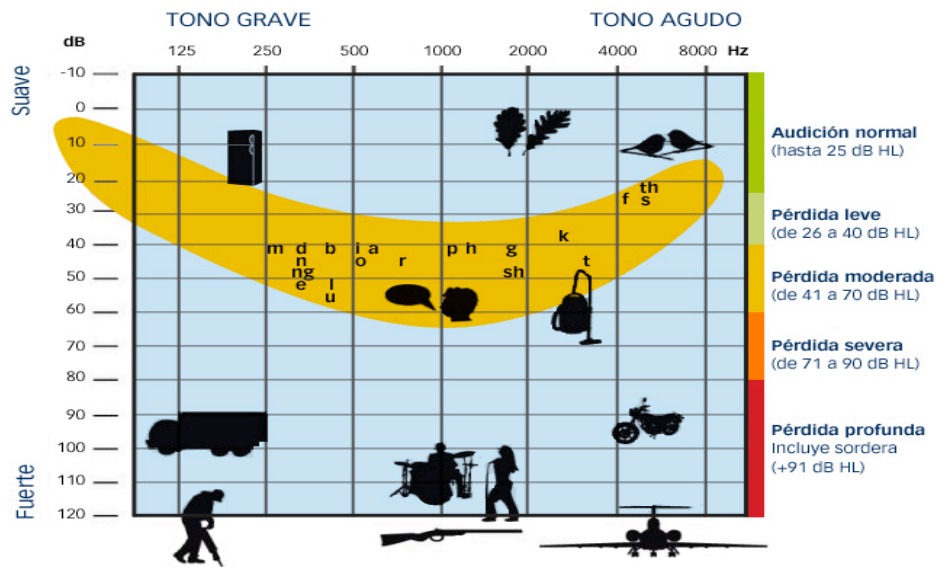 TONO GRAVE TONO AGUDO
dB 125 250 500 1000 2000 4000 8000 Hz
Suave
-10
0
10
20
30
40
50
60
70
80
90
100
110
120
Fuerte
th
f s
k
m d b i a p h g
n o r t
ng sh
e l
u
Audición normal
(hasta 25 dB HL)
Pérdida leve
(de 26 a 40 dB HL)
Pérdida moderada
(de 41 a 70 dB HL)
Pérdida severa
(de 71 a 90 dB HL)
Pérdida profunda
Incluye sordera
(+91 dB HL)